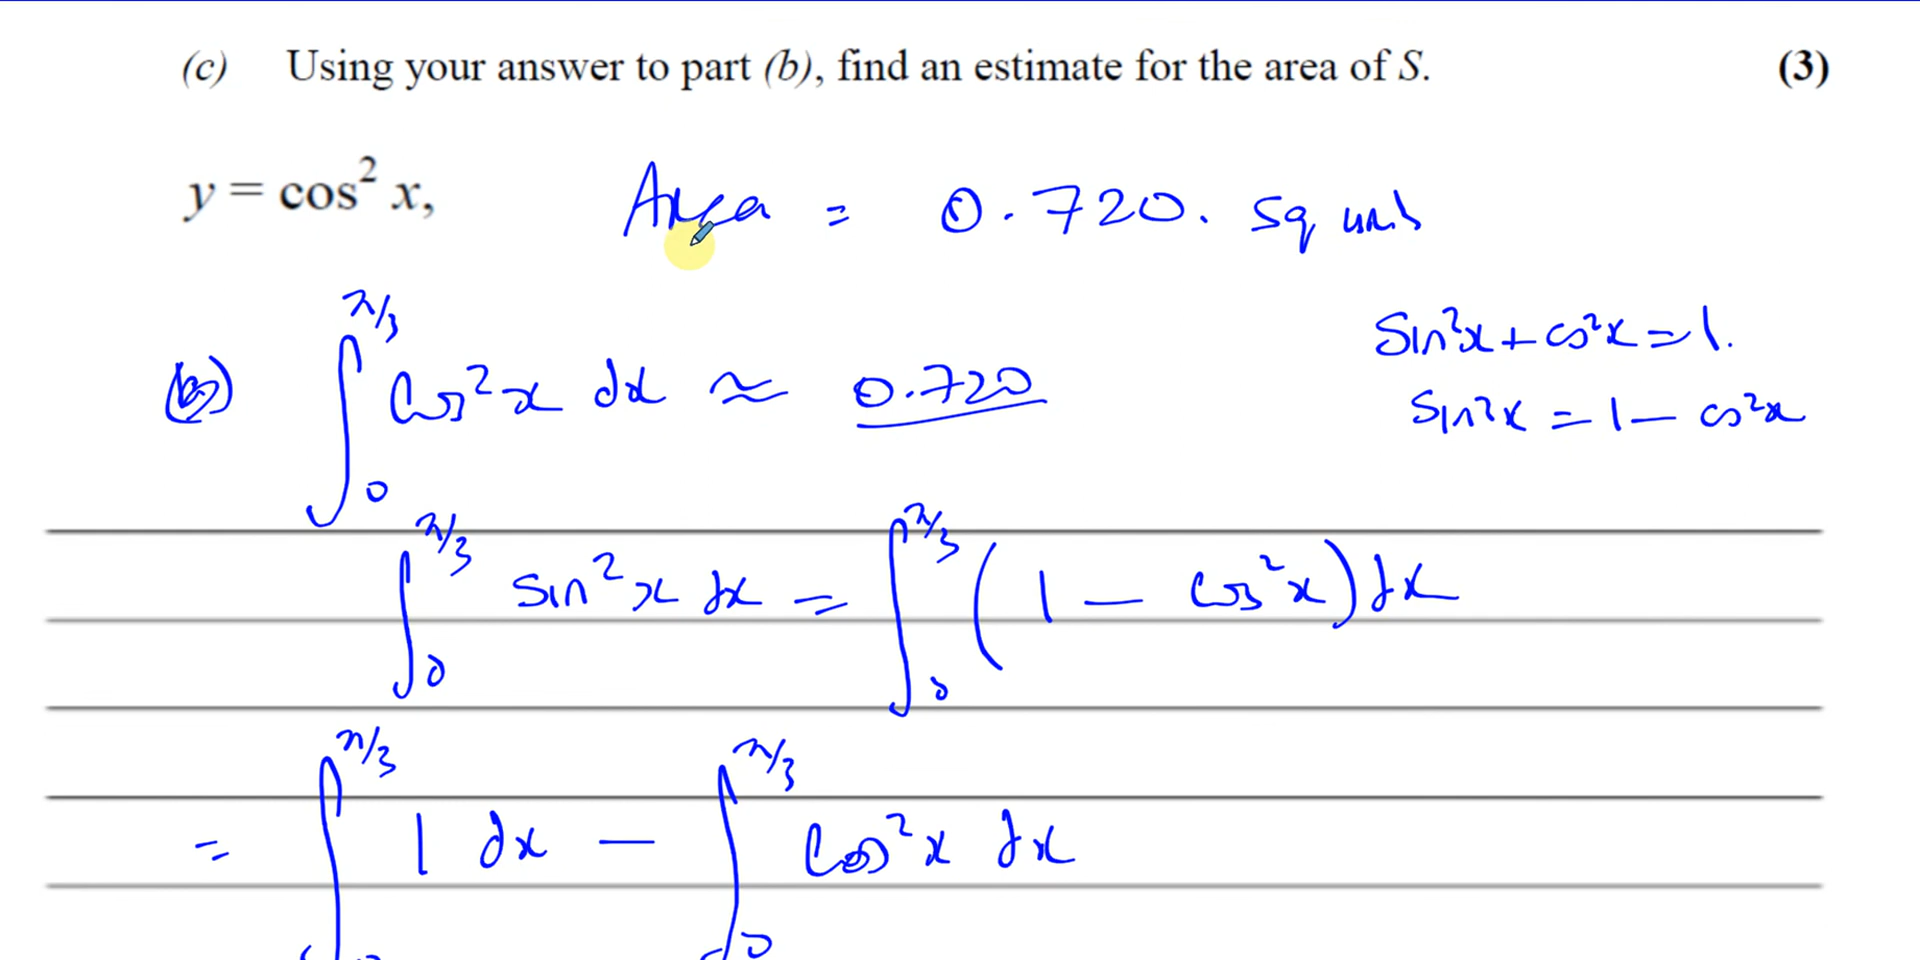 (c) Using your answer to part (b), find an estimate for the area of S. (3)
y = cos² x,
Area = 0.720. sq units
Sin²x + cos²x = 1.
(b) ∫₀^{π/3} Cos²x dx ≈ 0.720
Sin²x = 1 − cos²x
∫₀^{π/3} sin²x dx = ∫₀^{π/3} (1 − cos²x) dx
= ∫₀^{π/3} 1 dx − ∫₀^{π/3} cos²x dx